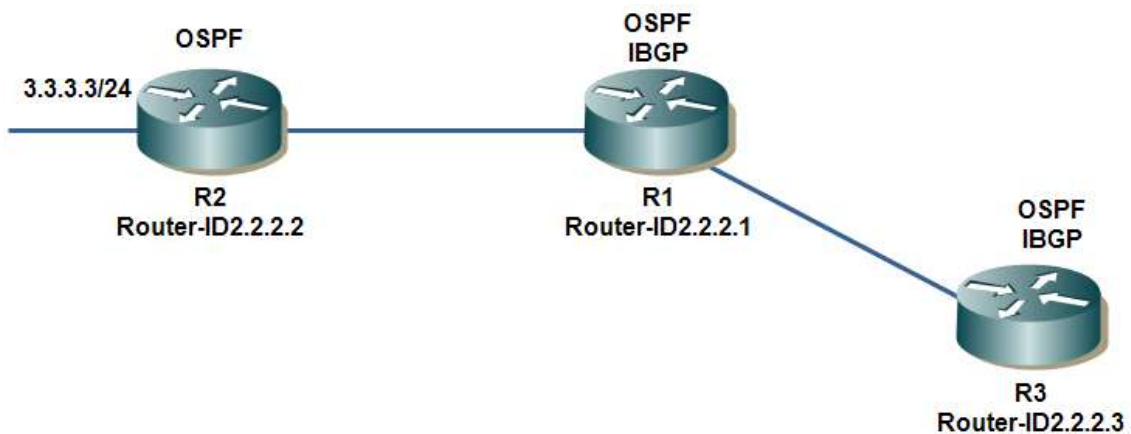 OSPF
3.3.3.3/24
R2
Router-ID2.2.2.2
OSPF
IBGP
R1
Router-ID2.2.2.1
OSPF
IBGP
R3
Router-ID2.2.2.3